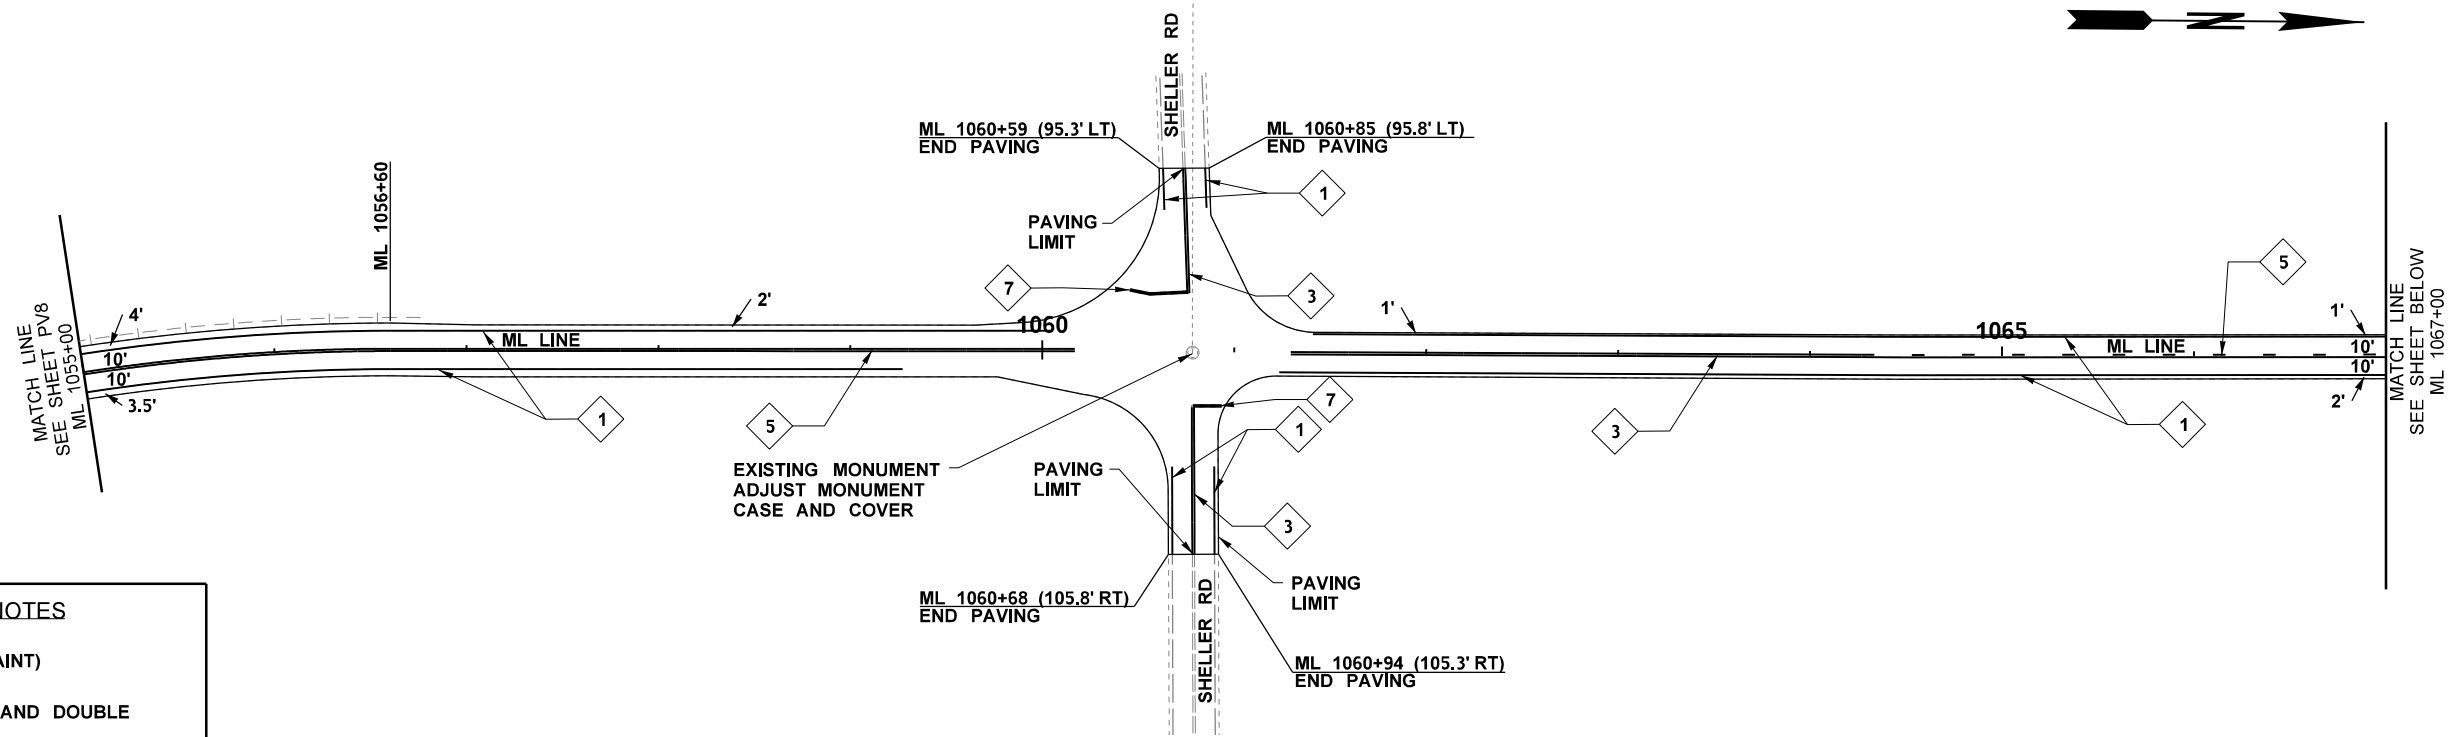 N
SHELLER RD
ML 1060+59 (95.3' LT)
END PAVING
ML 1060+85 (95.8' LT)
END PAVING
ML 1056+60
1
PAVING
LIMIT
7
3
5
MATCH LINE
SEE SHEET PV8
ML 1055+00
4'
10'
10'
3.5'
2'
ML LINE
1060
1'
1065
ML LINE
1'
10'
10'
2'
MATCH LINE
SEE SHEET BELOW
ML 1067+00
1
5
7
1
3
1
EXISTING MONUMENT
ADJUST MONUMENT
CASE AND COVER
PAVING
LIMIT
3
PAVING
LIMIT
ML 1060+68 (105.8' RT)
END PAVING
SHELLER RD
ML 1060+94 (105.3' RT)
END PAVING
NOTES
AINT)
AND DOUBLE